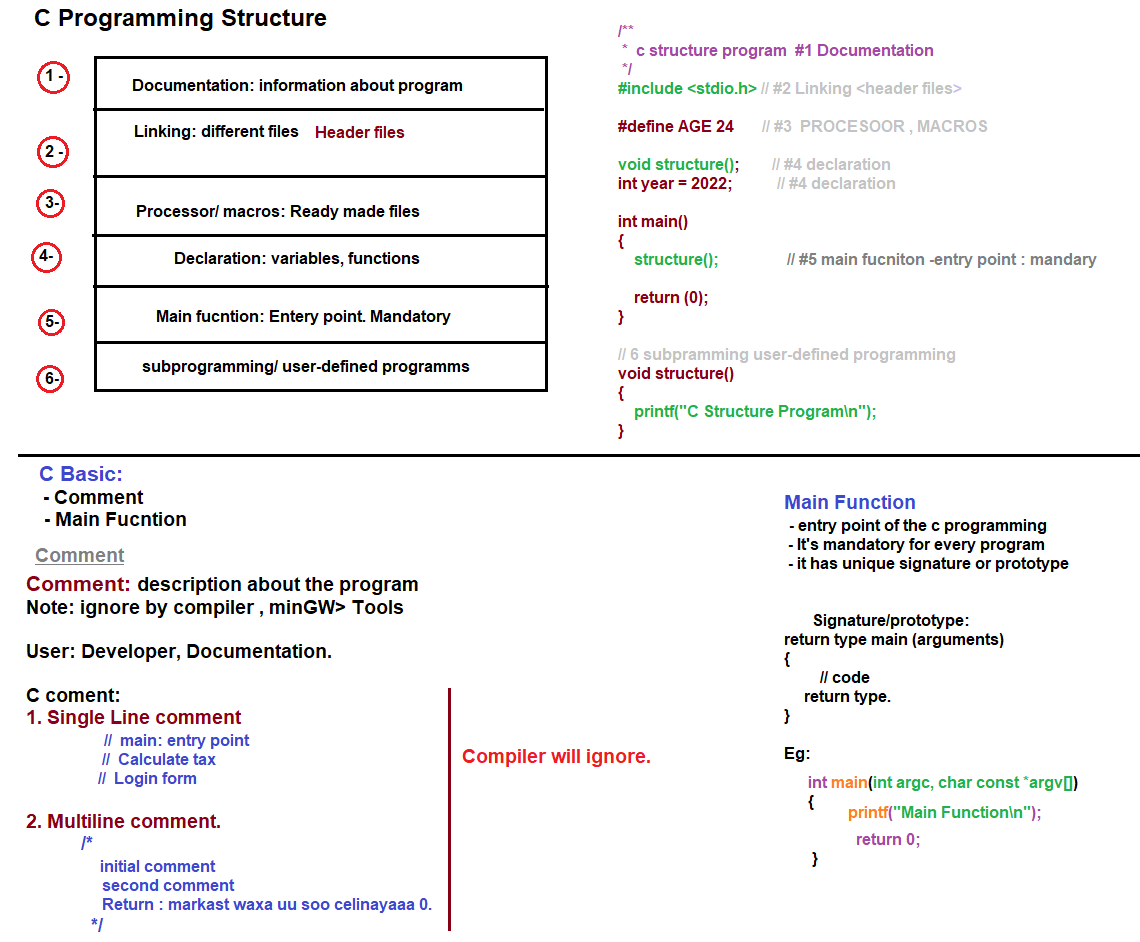 C Programming Structure
1 -
Documentation: information about program
2 -
Linking: different files Header files
3-
Processor/ macros: Ready made files
4-
Declaration: variables, functions
5-
Main fucntion: Entery point. Mandatory
6-
subprogramming/ user-defined programms
/**
* c structure program #1 Documentation
*/
#include <stdio.h> // #2 Linking <header files>
#define AGE 24 // #3 PROCESOOR , MACROS
void structure(); // #4 declaration
int year = 2022; // #4 declaration
int main()
{
structure(); // #5 main fucniton -entry point : mandary
return (0);
}
// 6 subpramming user-defined programming
void structure()
{
printf("C Structure Program\n");
}
C Basic:
- Comment
- Main Fucntion
Comment
Comment: description about the program
Note: ignore by compiler , minGW> Tools
User: Developer, Documentation.
C coment:
1. Single Line comment
// main: entry point
// Calculate tax
// Login form
2. Multiline comment.
/*
initial comment
second comment
Return : markast waxa uu soo celinayaaa 0.
*/
Compiler will ignore.
Main Function
- entry point of the c programming
- It's mandatory for every program
- it has unique signature or prototype
Signature/prototype:
return type main (arguments)
{
// code
return type.
}
Eg:
int main(int argc, char const *argv[])
{
printf("Main Function\n");
return 0;
}